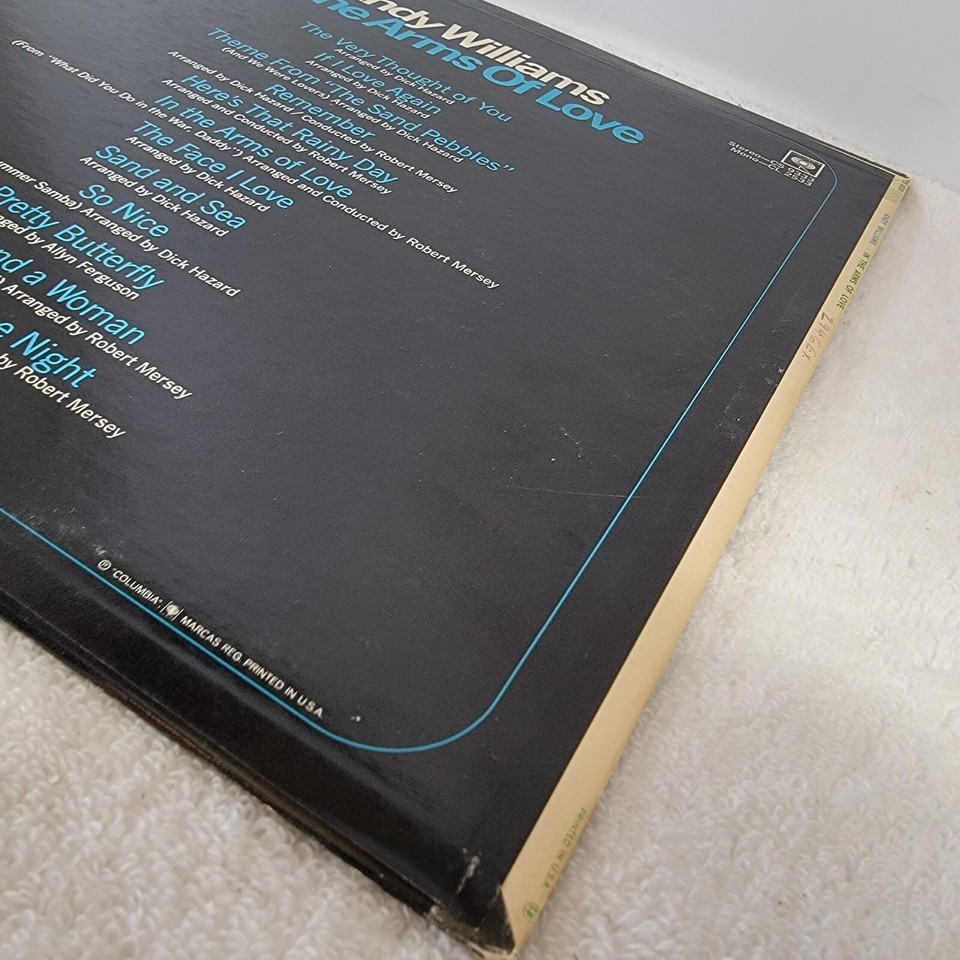 ndy Williams
he Arms Of Love
The Very Thought of You
Arranged by Dick Hazard
If I Love Again
Arranged by Dick Hazard
Theme From "The Sand Pebbles"
(And We Were Lovers) Arranged by Dick Hazard
Remember
Arranged by Dick Hazard / Conducted by Robert Mersey
Here's That Rainy Day
Arranged and Conducted by Robert Mersey
In the Arms of Love
(From "What Did You Do in the War, Daddy") Arranged and Conducted by Robert Mersey
The Face I Love
Arranged by Dick Hazard
Sand and Sea
Arranged by Dick Hazard
So Nice
ummer Samba) Arranged by Dick Hazard
Pretty Butterfly
nged by Allyn Ferguson
nd a Woman
) Arranged by Robert Mersey
e Night
by Robert Mersey
Stereo—CS 9333
Mono—CL 2533
ANDY WILLIAMS IN THE ARMS OF LOVE
℗ "COLUMBIA", MARCAS REG. PRINTED IN U.S.A.
PRINTED IN U.S.A.